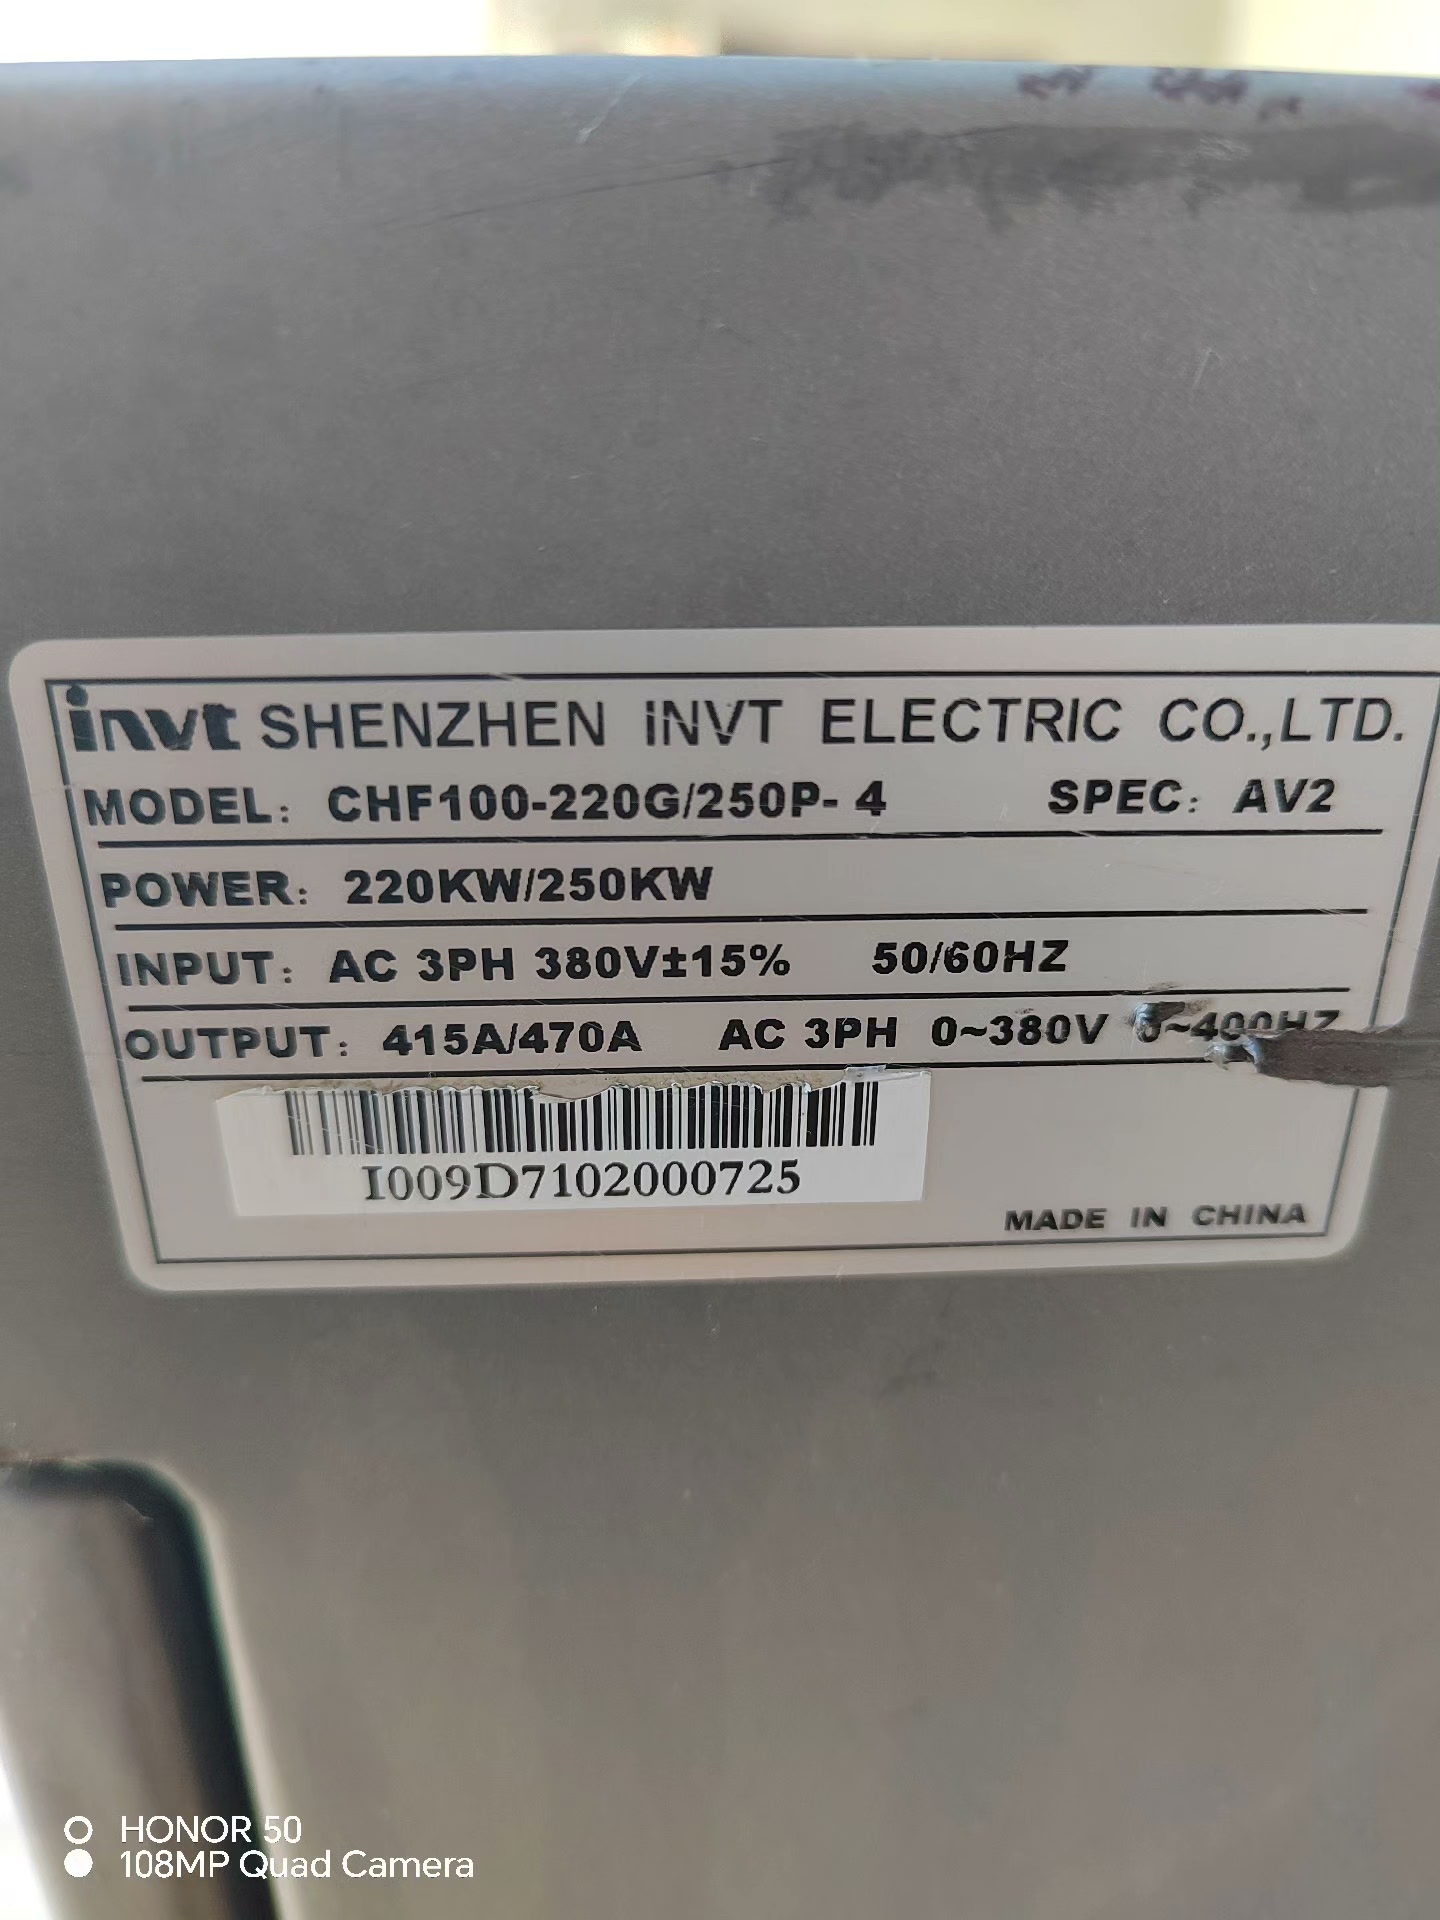 invt SHENZHEN INVT ELECTRIC CO.,LTD.
MODEL: CHF100-220G/250P- 4 SPEC: AV2
POWER: 220KW/250KW
INPUT: AC 3PH 380V±15% 50/60HZ
OUTPUT: 415A/470A AC 3PH 0~380V 0~400HZ
I009D7102000725
MADE IN CHINA
HONOR 50
108MP Quad Camera